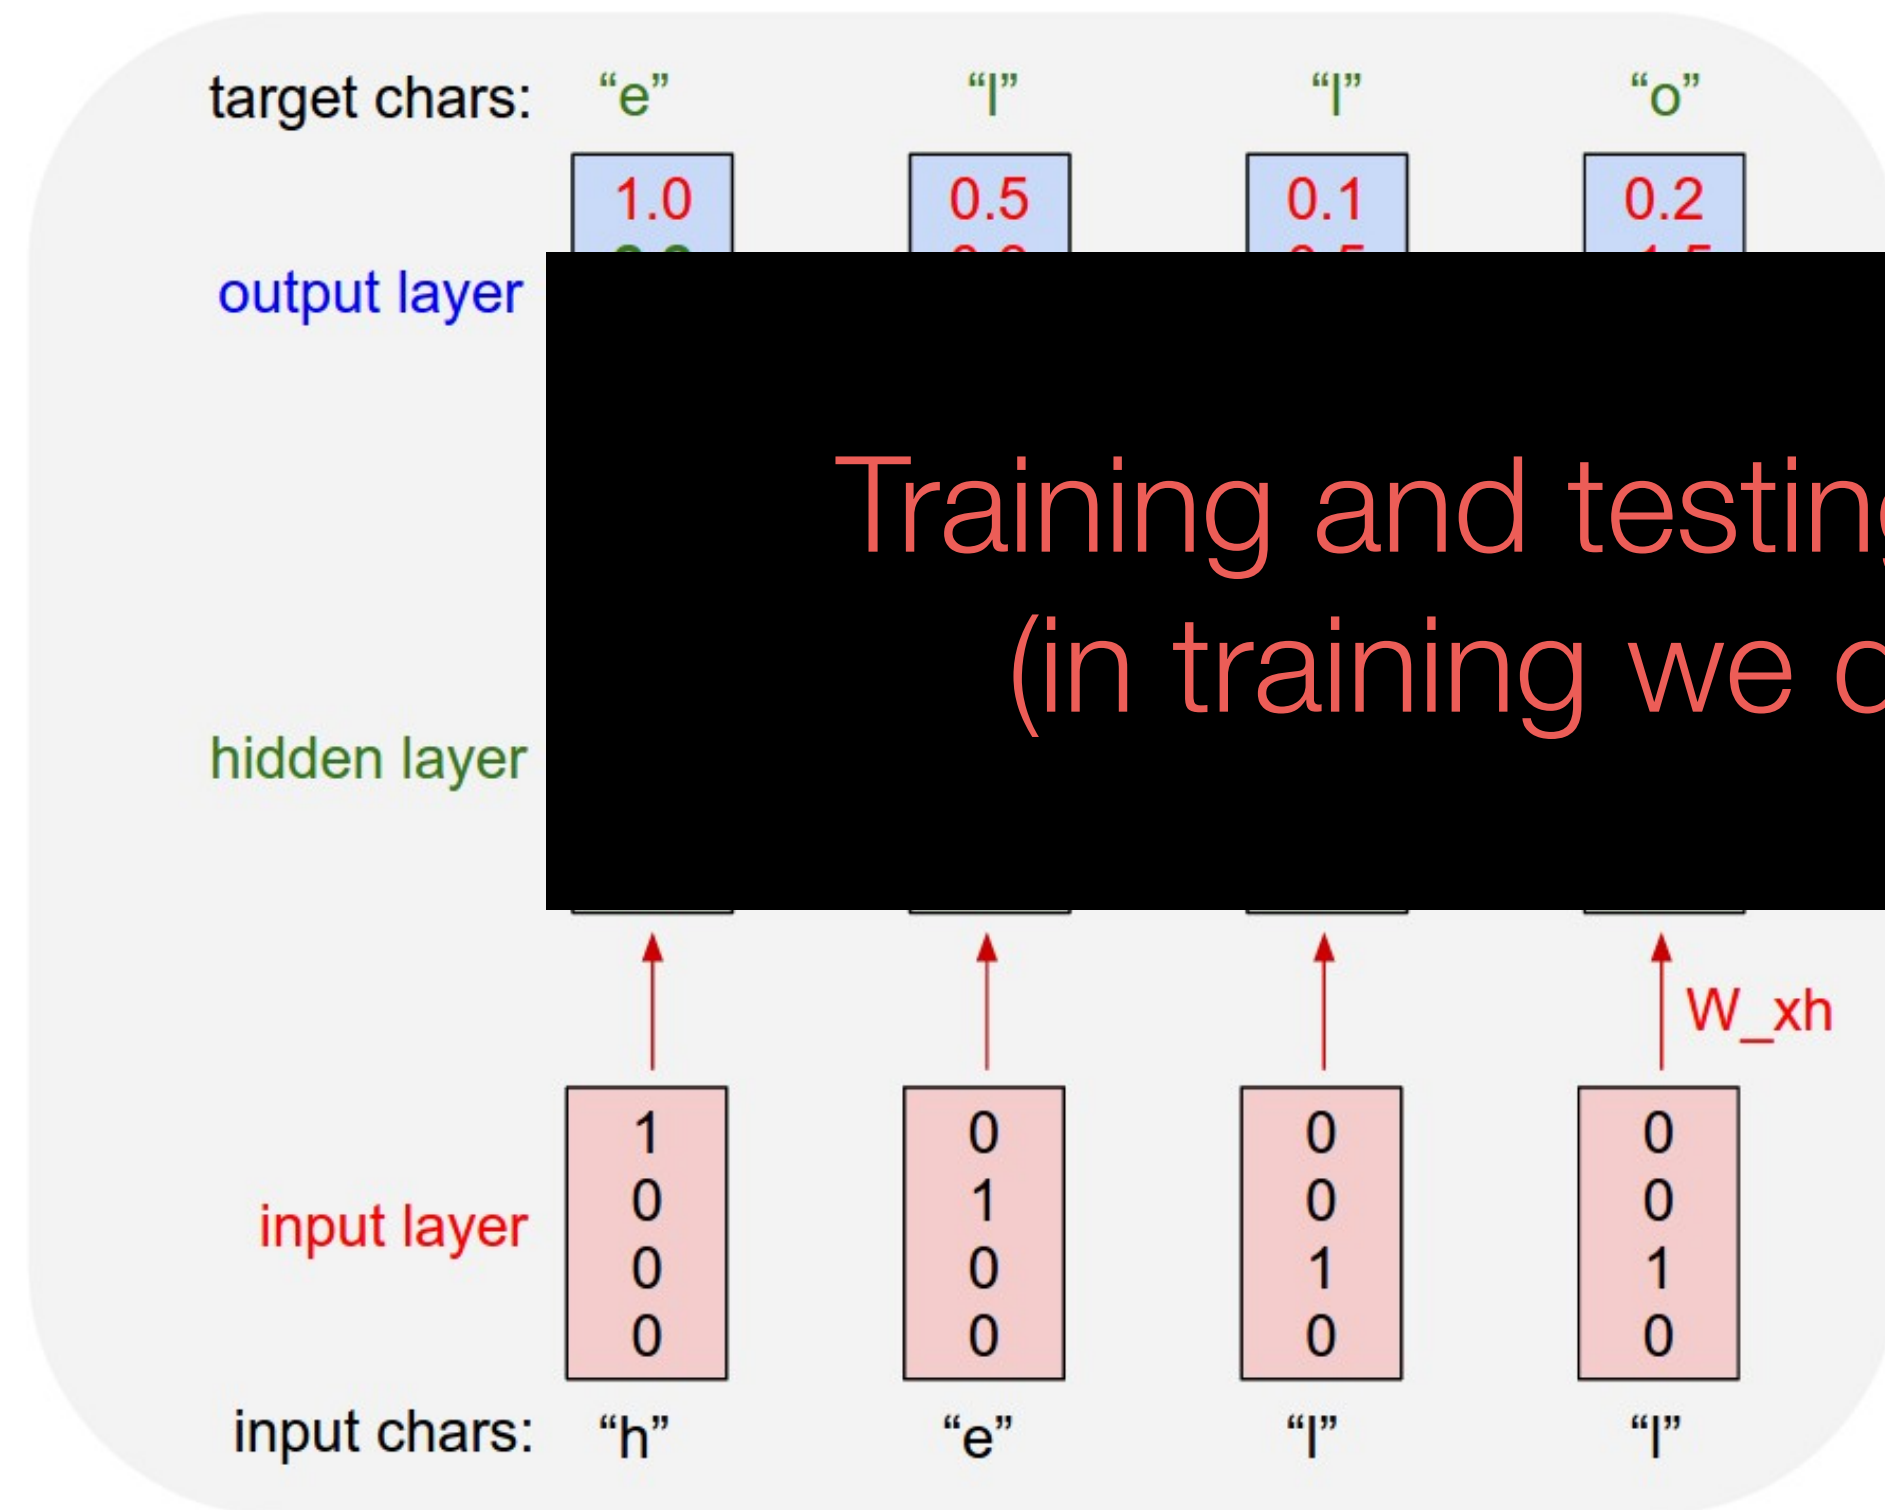 target chars: “e” “l” “l” “o”
1.0 0.5 0.1 0.2
output layer
Training and testing
(in training we
hidden layer
W_xh
1 0 0 0
0 1 0 0
input layer
0 0 1 1
0 0 0 0
input chars: “h” “e” “l” “l”